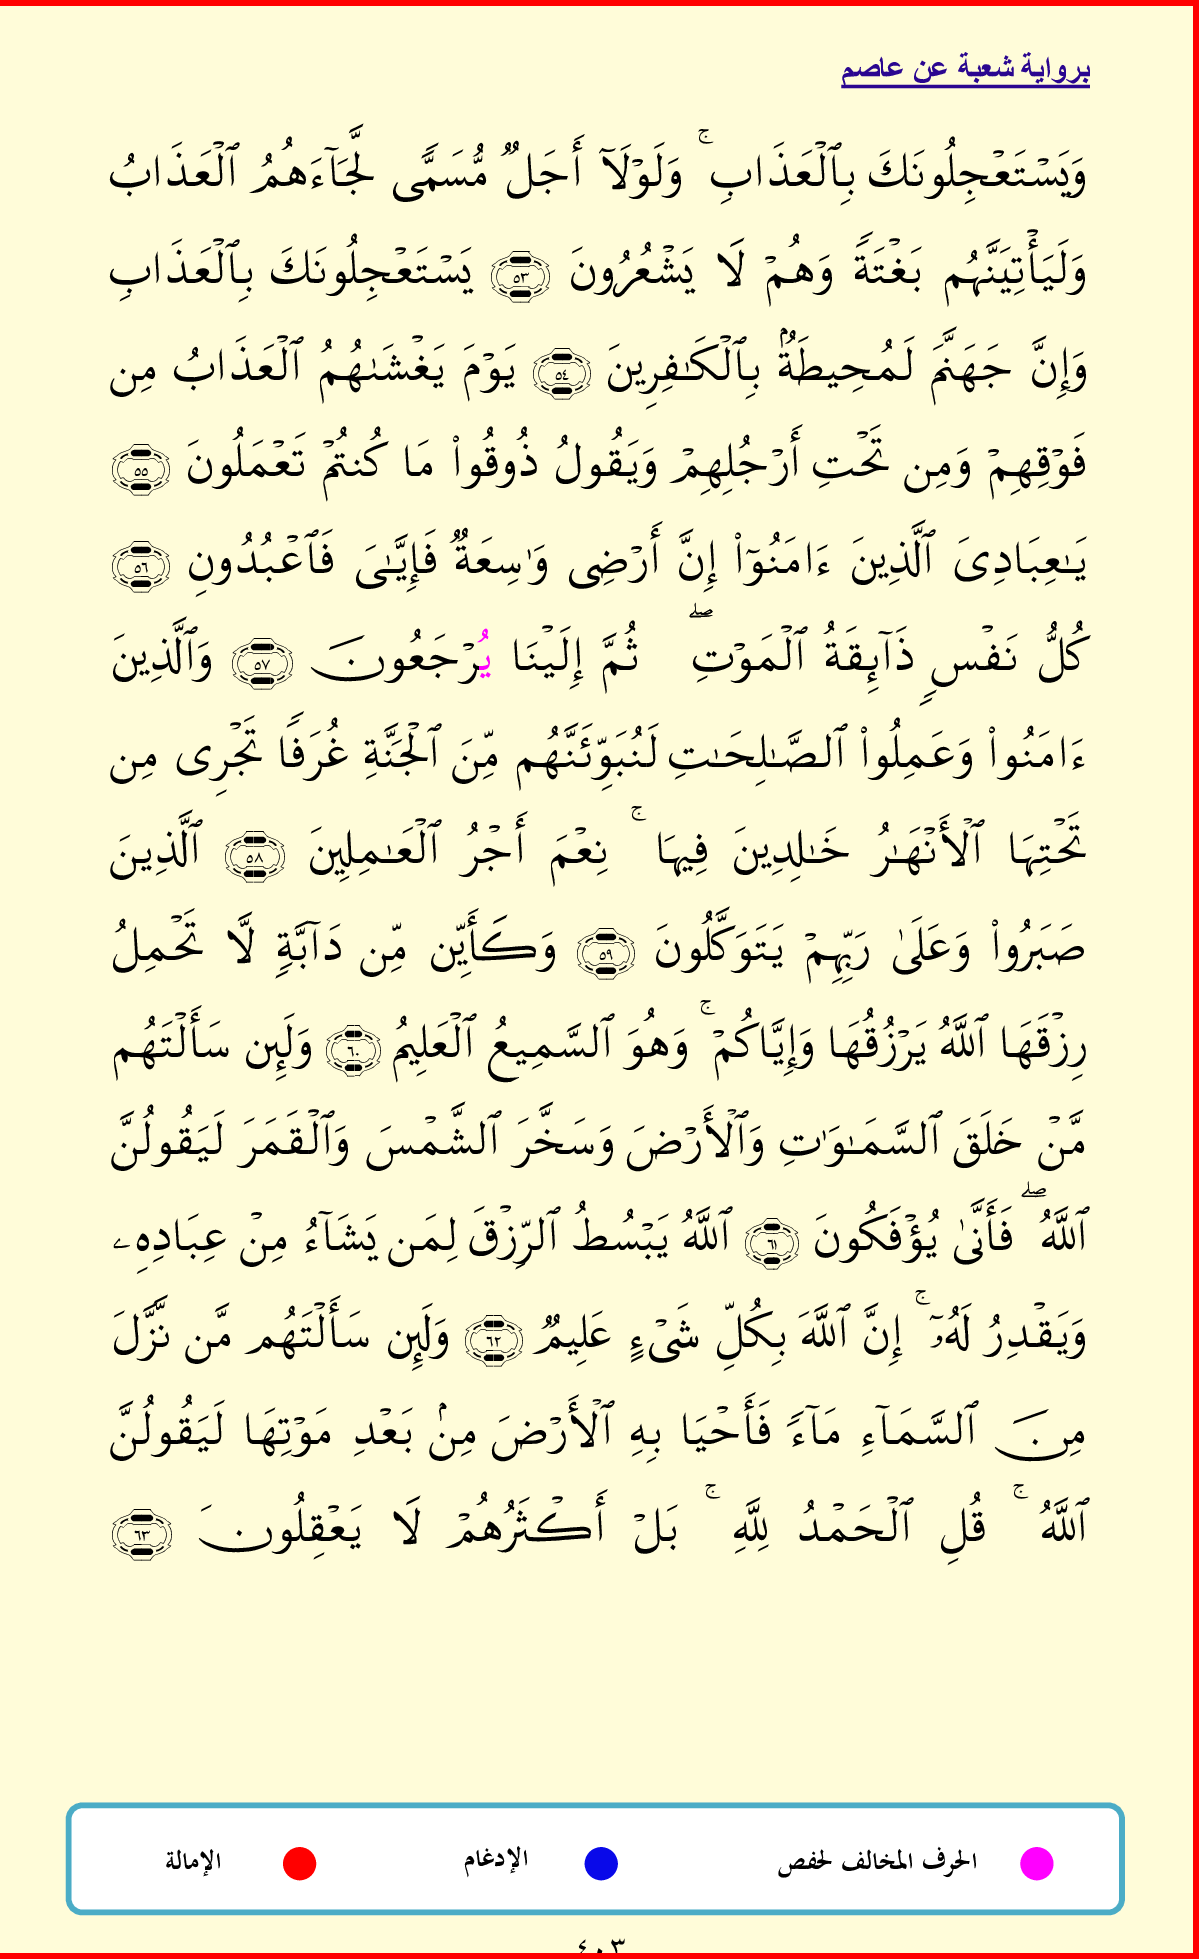 برواية شعبة عن عاصم
وَيَسْتَعْجِلُونَكَ بِٱلْعَذَابِ ۚ وَلَوْلَآ أَجَلٌ مُّسَمًّى لَّجَآءَهُمُ ٱلْعَذَابُ
وَلَيَأْتِيَنَّهُم بَغْتَةً وَهُمْ لَا يَشْعُرُونَ ٥٣ يَسْتَعْجِلُونَكَ بِٱلْعَذَابِ
وَإِنَّ جَهَنَّمَ لَمُحِيطَةٌۢ بِٱلْكَـٰفِرِينَ ٥٤ يَوْمَ يَغْشَىٰهُمُ ٱلْعَذَابُ مِن
فَوْقِهِمْ وَمِن تَحْتِ أَرْجُلِهِمْ وَيَقُولُ ذُوقُوا۟ مَا كُنتُمْ تَعْمَلُونَ ٥٥
يَـٰعِبَادِىَ ٱلَّذِينَ ءَامَنُوٓا۟ إِنَّ أَرْضِى وَٰسِعَةٌ فَإِيَّـٰىَ فَٱعْبُدُونِ ٥٦
كُلُّ نَفْسٍ ذَآئِقَةُ ٱلْمَوْتِ ۖ ثُمَّ إِلَيْنَا يُرْجَعُونَ ٥٧ وَٱلَّذِينَ
ءَامَنُوا۟ وَعَمِلُوا۟ ٱلصَّـٰلِحَـٰتِ لَنُبَوِّئَنَّهُم مِّنَ ٱلْجَنَّةِ غُرَفًا تَجْرِى مِن
تَحْتِهَا ٱلْأَنْهَـٰرُ خَـٰلِدِينَ فِيهَا ۚ نِعْمَ أَجْرُ ٱلْعَـٰمِلِينَ ٥٨ ٱلَّذِينَ
صَبَرُوا۟ وَعَلَىٰ رَبِّهِمْ يَتَوَكَّلُونَ ٥٩ وَكَأَيِّن مِّن دَآبَّةٍ لَّا تَحْمِلُ
رِزْقَهَا ٱللَّهُ يَرْزُقُهَا وَإِيَّاكُمْ ۚ وَهُوَ ٱلسَّمِيعُ ٱلْعَلِيمُ ٦٠ وَلَئِن سَأَلْتَهُم
مَّنْ خَلَقَ ٱلسَّمَـٰوَٰتِ وَٱلْأَرْضَ وَسَخَّرَ ٱلشَّمْسَ وَٱلْقَمَرَ لَيَقُولُنَّ
ٱللَّهُ ۖ فَأَنَّىٰ يُؤْفَكُونَ ٦١ ٱللَّهُ يَبْسُطُ ٱلرِّزْقَ لِمَن يَشَآءُ مِنْ عِبَادِهِۦ
وَيَقْدِرُ لَهُۥٓ ۚ إِنَّ ٱللَّهَ بِكُلِّ شَىْءٍ عَلِيمٌ ٦٢ وَلَئِن سَأَلْتَهُم مَّن نَّزَّلَ
مِنَ ٱلسَّمَآءِ مَآءً فَأَحْيَا بِهِ ٱلْأَرْضَ مِنۢ بَعْدِ مَوْتِهَا لَيَقُولُنَّ
ٱللَّهُ ۚ قُلِ ٱلْحَمْدُ لِلَّهِ ۚ بَلْ أَكْثَرُهُمْ لَا يَعْقِلُونَ ٦٣
الحرف المخالف لحفص الإدغام الإمالة
٤٠٣